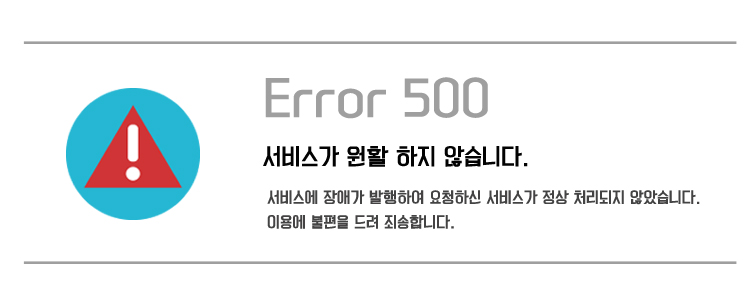 Error 500
서비스가 원할 하지 않습니다.
서비스에 장애가 발행하여 요청하신 서비스가 정상 처리되지 않았습니다.
이용에 불편을 드려 죄송합니다.